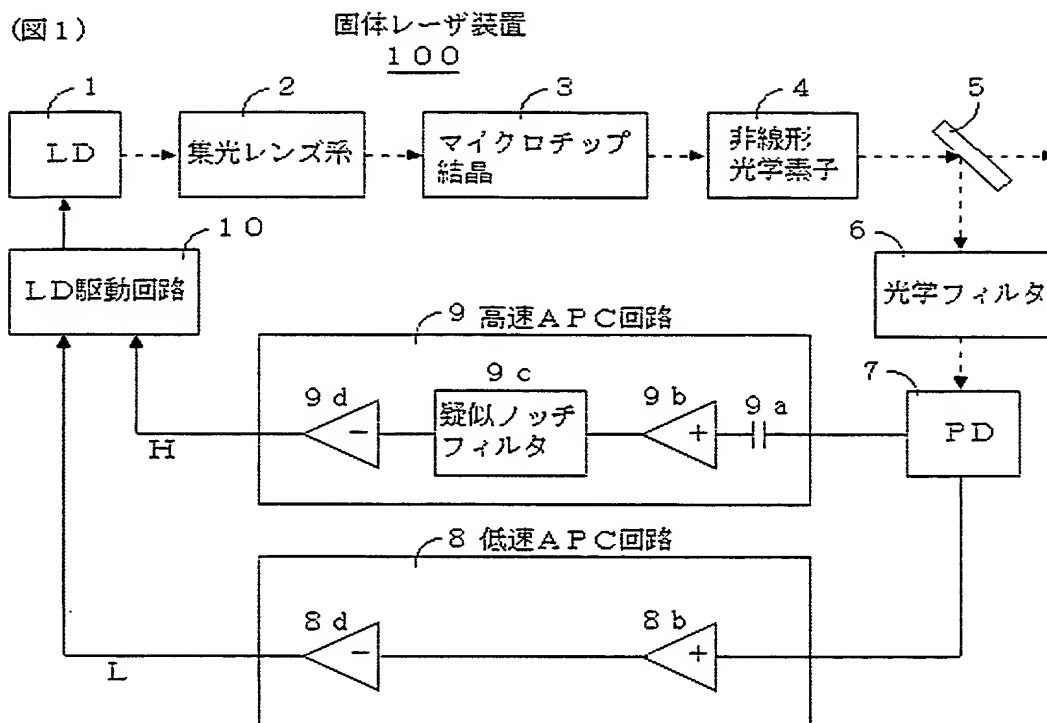 (図1)
固体レーザ装置
100
1
2
3
4
5
LD
集光レンズ系
マイクロチップ
結晶
非線形
光学素子
10
LD駆動回路
6
光学フィルタ
9 高速APC回路
7
PD
9d
9c
9b
9a
−
疑似ノッチ
フィルタ
+
H
8 低速APC回路
8d
8b
−
+
L